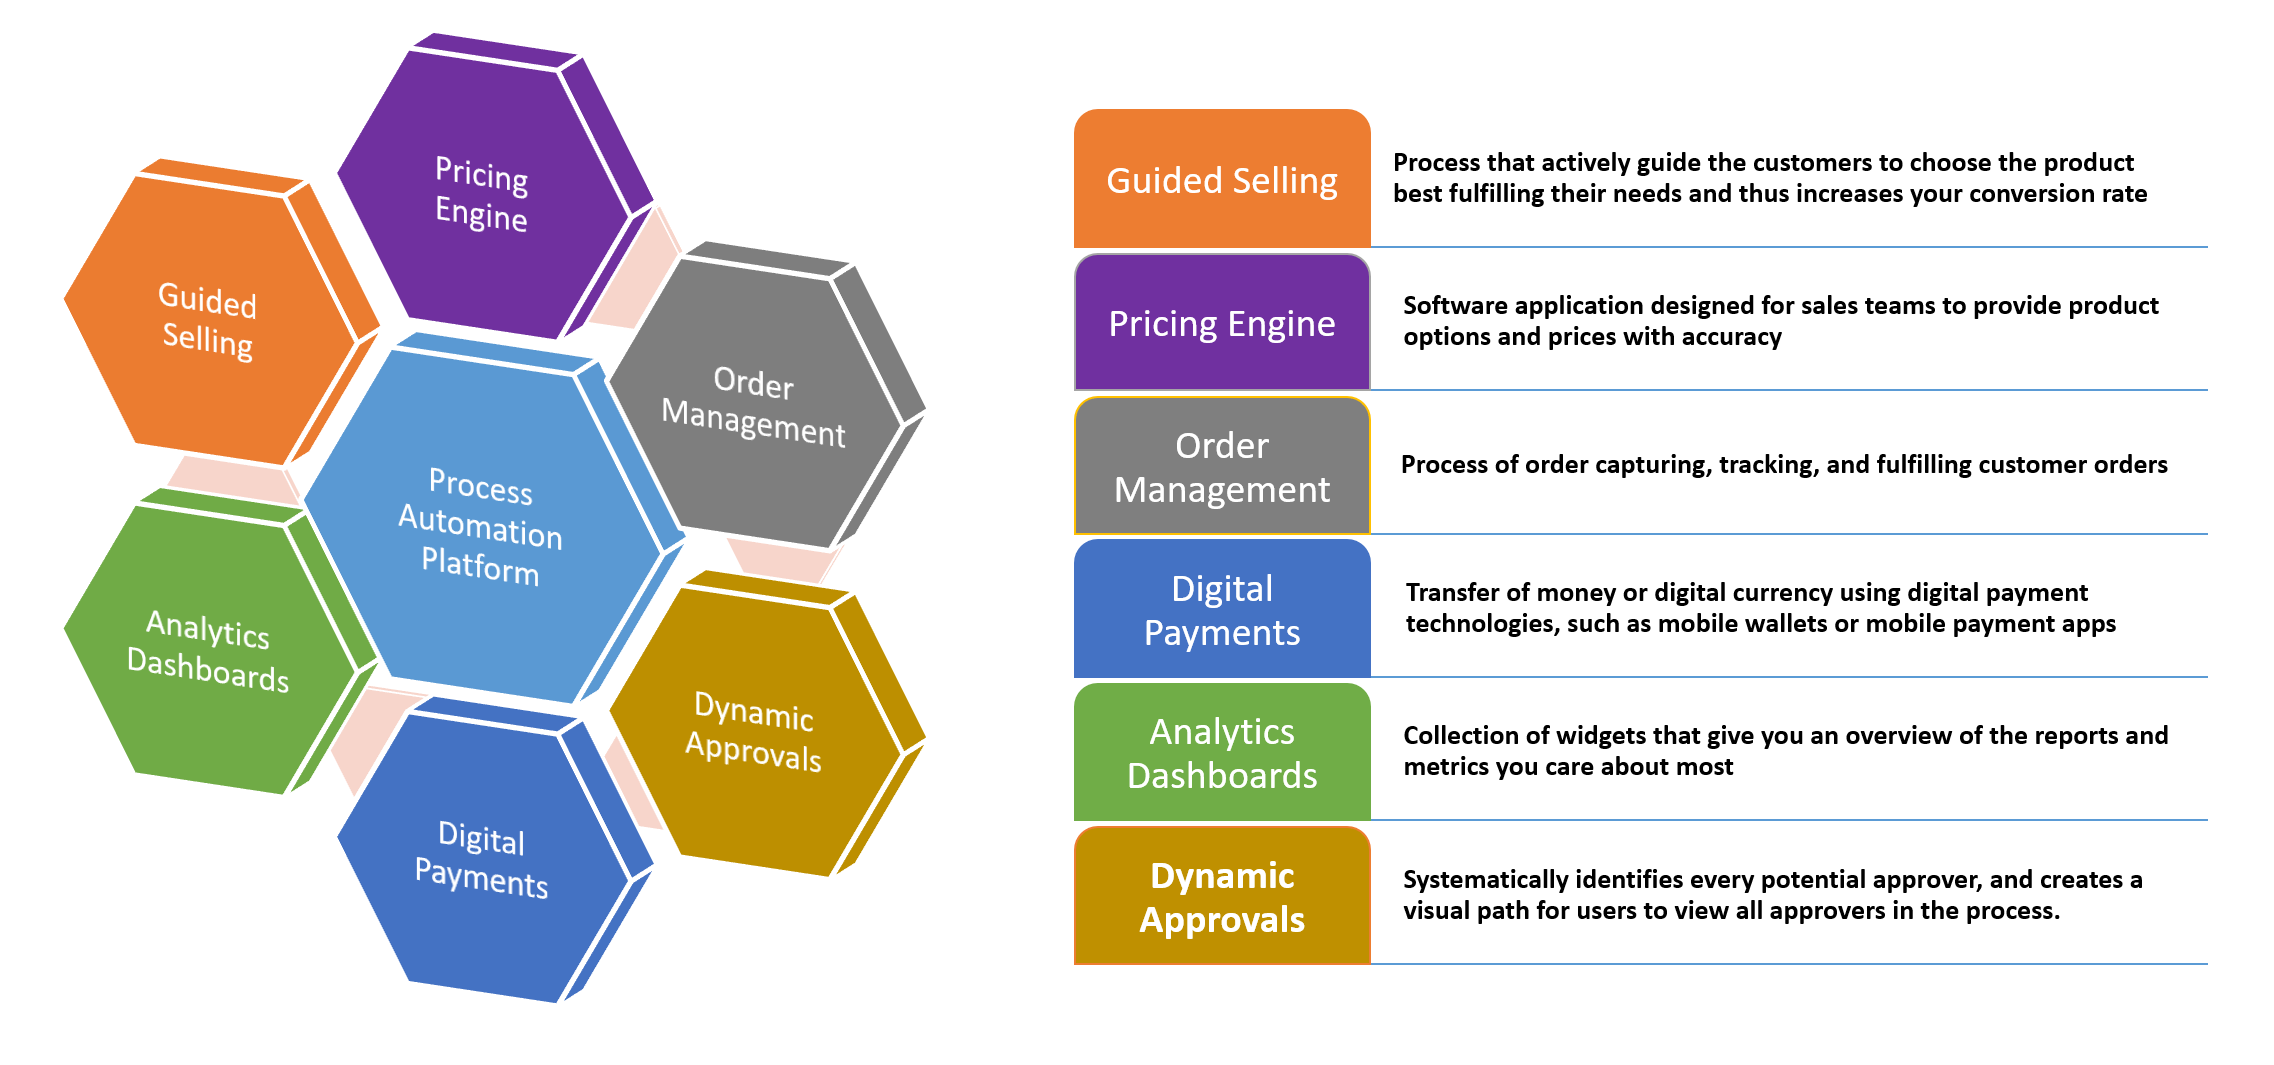 Pricing
Engine
Guided
Selling
Order
Management
Process
Automation
Platform
Analytics
Dashboards
Dynamic
Approvals
Digital
Payments
Guided Selling
Process that actively guide the customers to choose the product
best fulfilling their needs and thus increases your conversion rate
Pricing Engine
Software application designed for sales teams to provide product
options and prices with accuracy
Order
Management
Process of order capturing, tracking, and fulfilling customer orders
Digital
Payments
Transfer of money or digital currency using digital payment
technologies, such as mobile wallets or mobile payment apps
Analytics
Dashboards
Collection of widgets that give you an overview of the reports and
metrics you care about most
Dynamic
Approvals
Systematically identifies every potential approver, and creates a
visual path for users to view all approvers in the process.